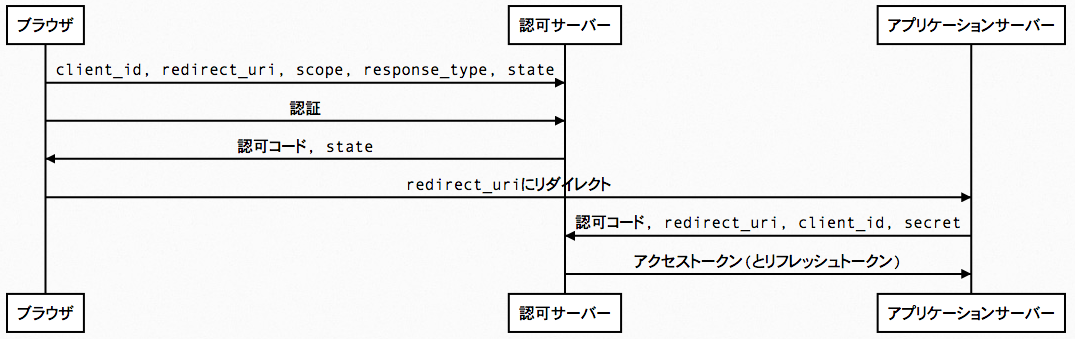 ブラウザ
認可サーバー
アプリケーションサーバー
client_id, redirect_uri, scope, response_type, state
認証
認可コード, state
redirect_uriにリダイレクト
認可コード, redirect_uri, client_id, secret
アクセストークン(とリフレッシュトークン)
ブラウザ
認可サーバー
アプリケーションサーバー